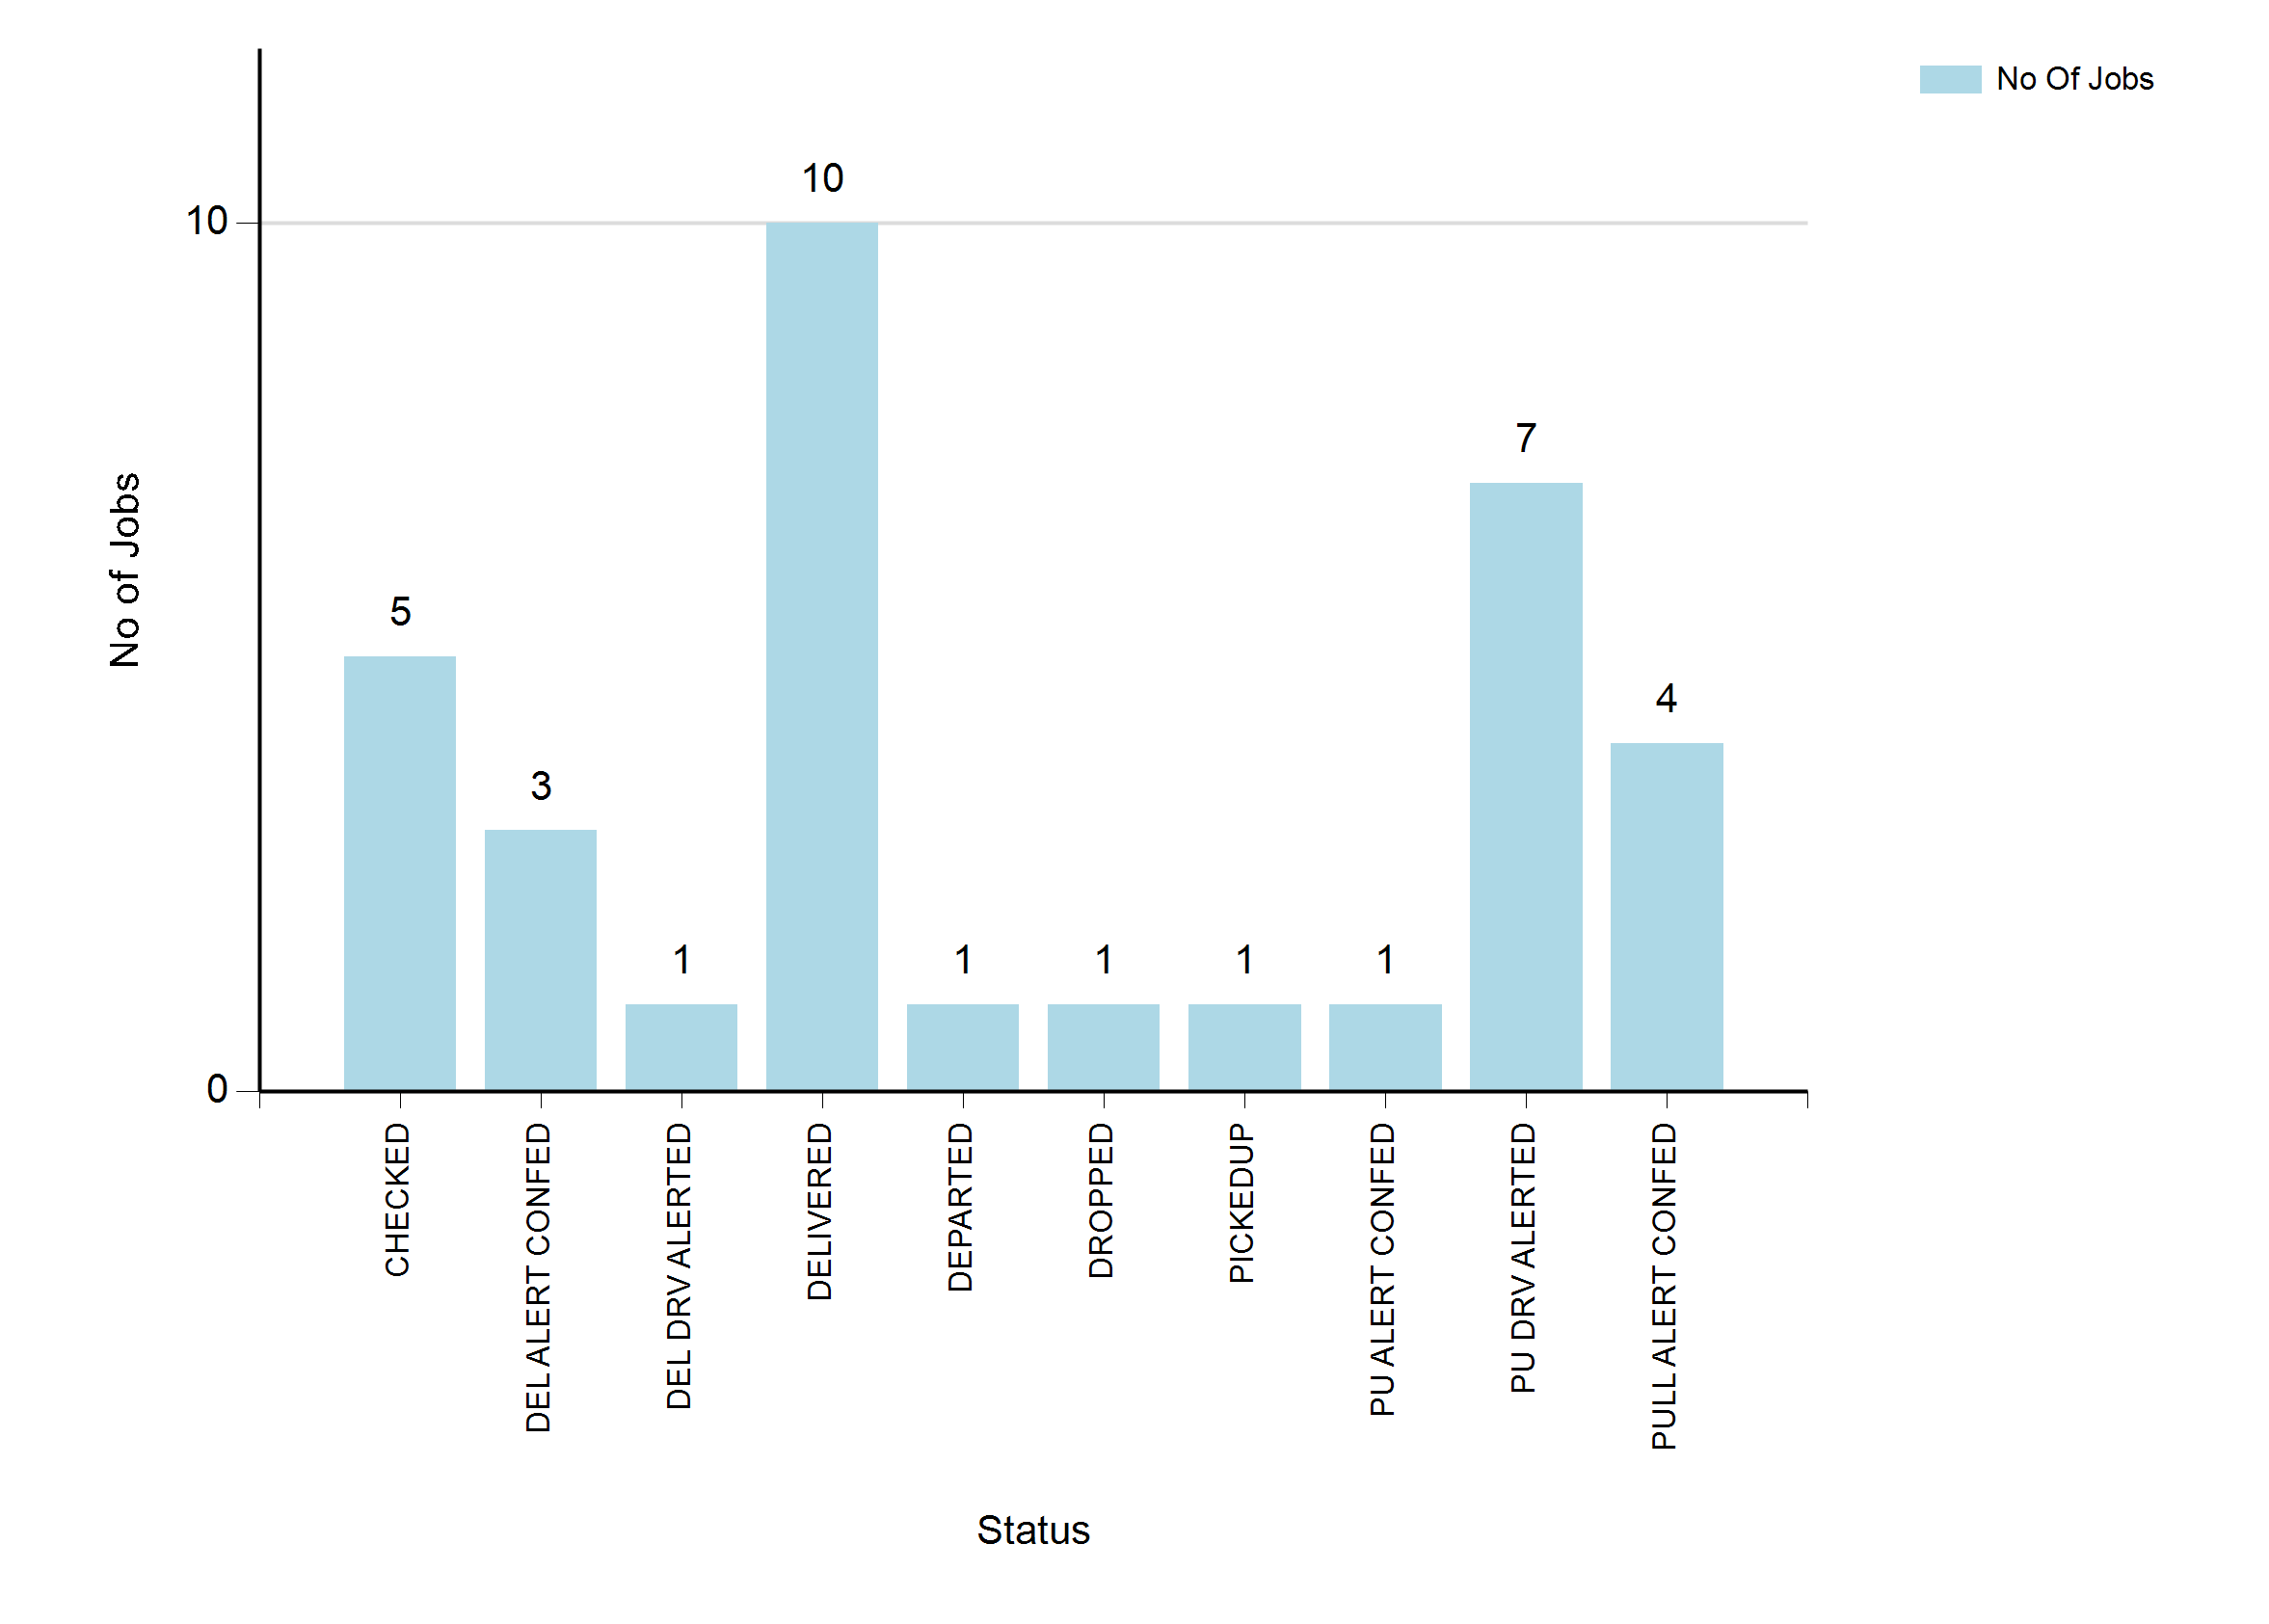 No Of Jobs
10
10
7
5
4
3
1
1
1
1
1
0
No of Jobs
CHECKED
DEL ALERT CONFED
DEL DRV ALERTED
DELIVERED
DEPARTED
DROPPED
PICKEDUP
PU ALERT CONFED
PU DRV ALERTED
PULL ALERT CONFED
Status